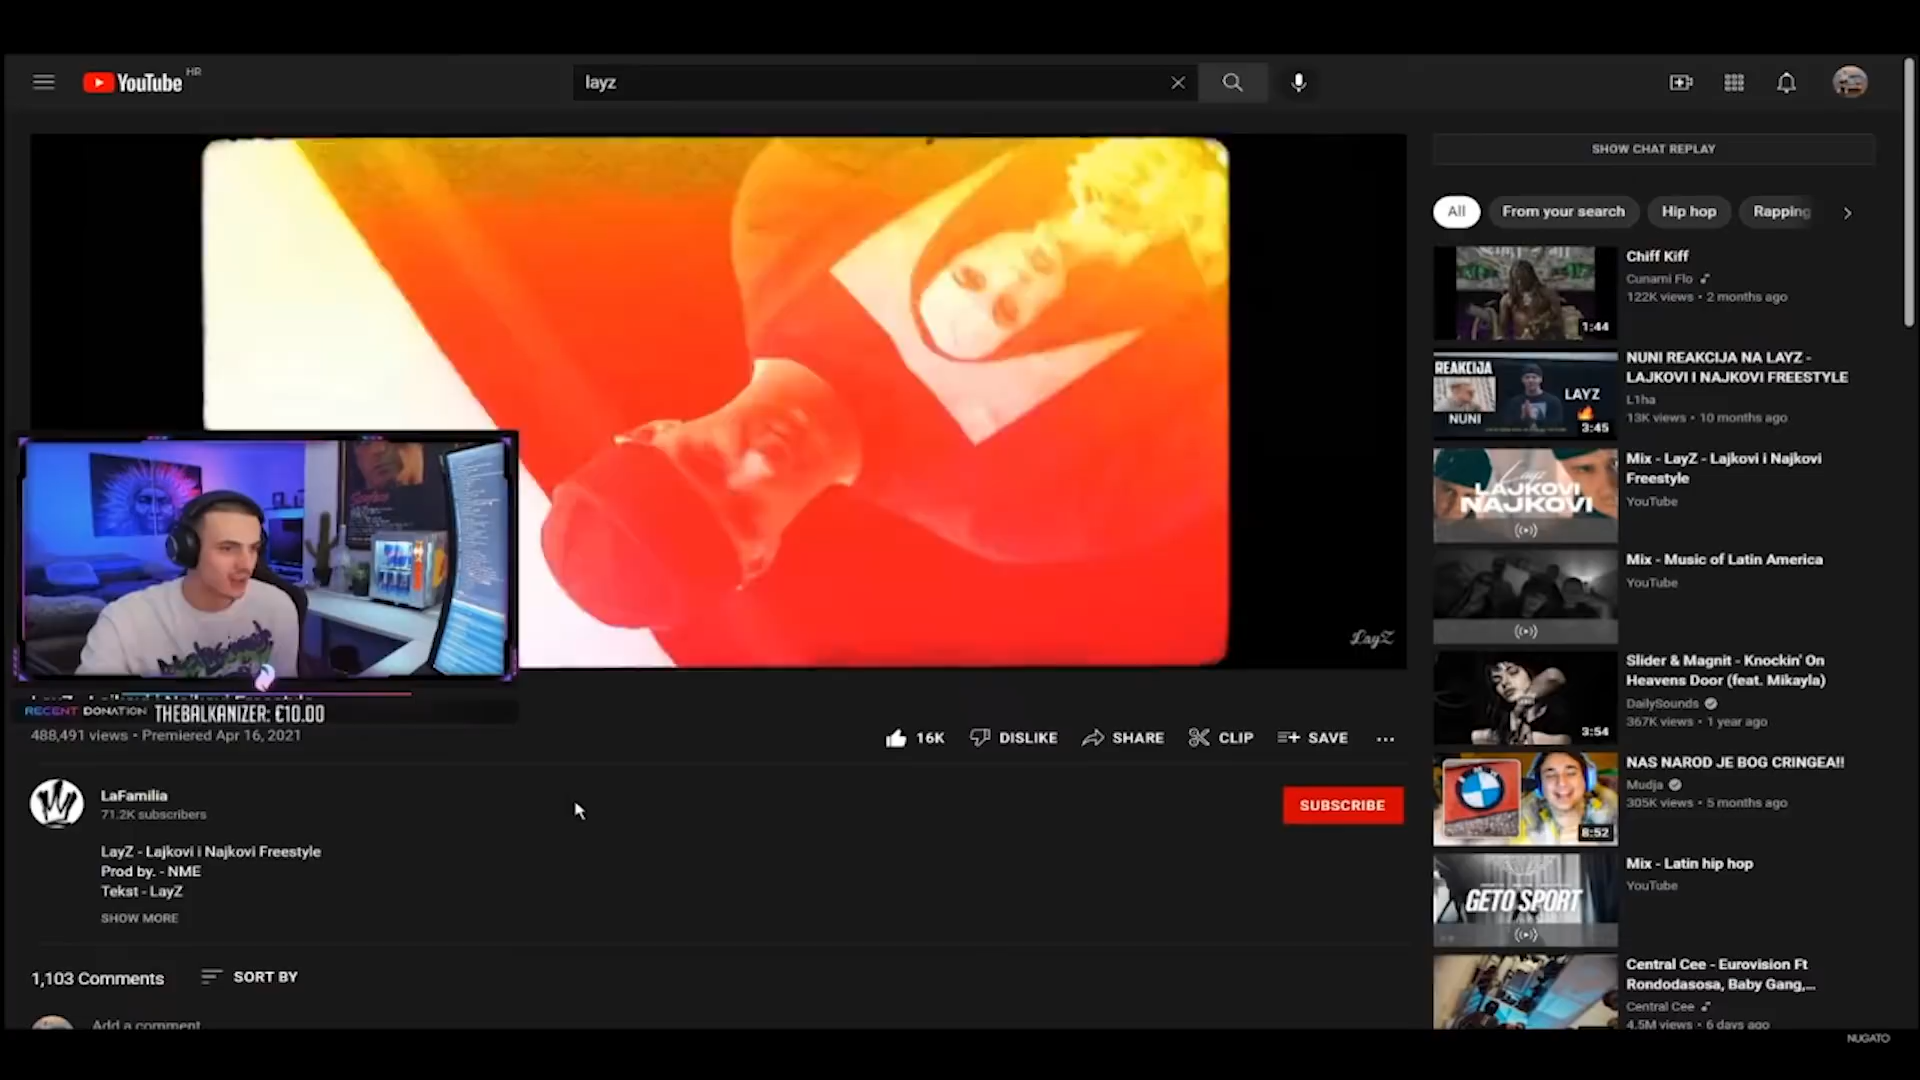 YouTube HR
layz
SHOW CHAT REPLAY
All
From your search
Hip hop
Rapping
Chiff Kiff
Cunami Flo
122K views • 2 months ago
1:44
REAKCIJA
NUNI
LAYZ
3:45
NUNI REAKCIJA NA LAYZ -
LAJKOVI I NAJKOVI FREESTYLE
L1ha
13K views • 10 months ago
LayZ
LAJKOVI
NAJKOVI
Mix - LayZ - Lajkovi i Najkovi
Freestyle
YouTube
Mix - Music of Latin America
YouTube
LayZ
Slider & Magnit - Knockin' On
Heavens Door (feat. Mikayla)
DailySounds
367K views • 1 year ago
3:54
RECENT DONATION THEBALKANIZER: €10.00
488,491 views • Premiered Apr 16, 2021
16K
DISLIKE
SHARE
CLIP
SAVE
NAS NAROD JE BOG CRINGEA!!
Mudja
305K views • 5 months ago
8:52
LaFamilia
71.2K subscribers
SUBSCRIBE
LayZ - Lajkovi i Najkovi Freestyle
Prod by. - NME
Tekst - LayZ
SHOW MORE
GETO SPORT
Mix - Latin hip hop
YouTube
1,103 Comments
SORT BY
Central Cee - Eurovision Ft
Rondodasosa, Baby Gang,...
Central Cee
4.5M views • 6 days ago
Add a comment
NUGATO